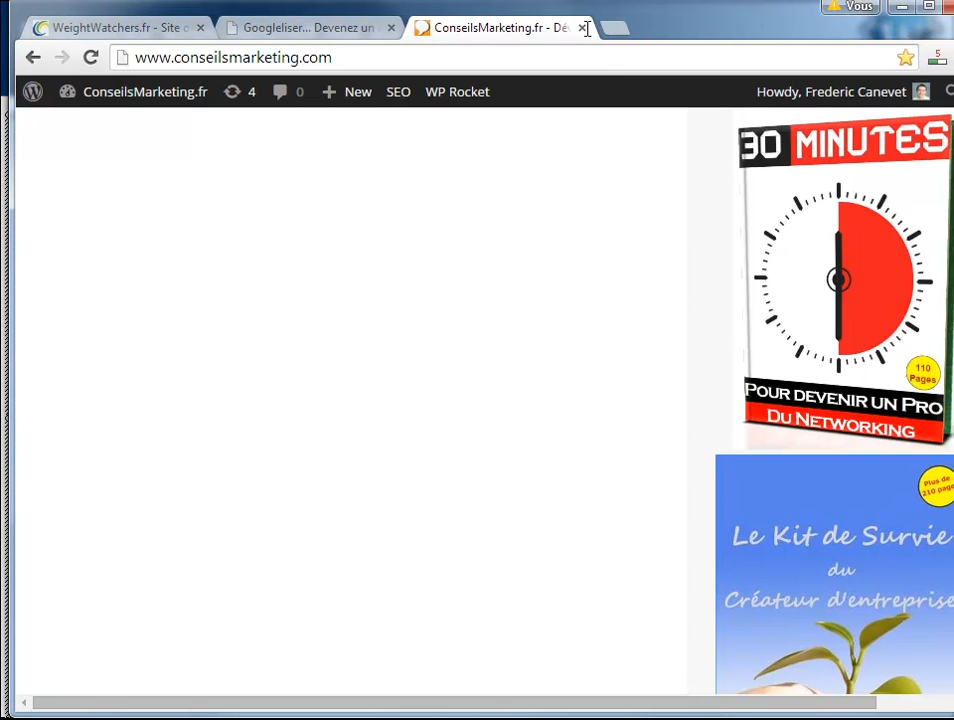 Vous
WeightWatchers.fr - Site o
Googleliser... Devenez un
ConseilsMarketing.fr - Dé
www.conseilsmarketing.com
5
ConseilsMarketing.fr 4 0 New SEO WP Rocket Howdy, Frederic Canevet
30 MINUTES
110
Pages
POUR DEVENIR UN PRO
DU NETWORKING
Plus de
210 page
Le Kit de Survie
du
Créateur d'entreprise